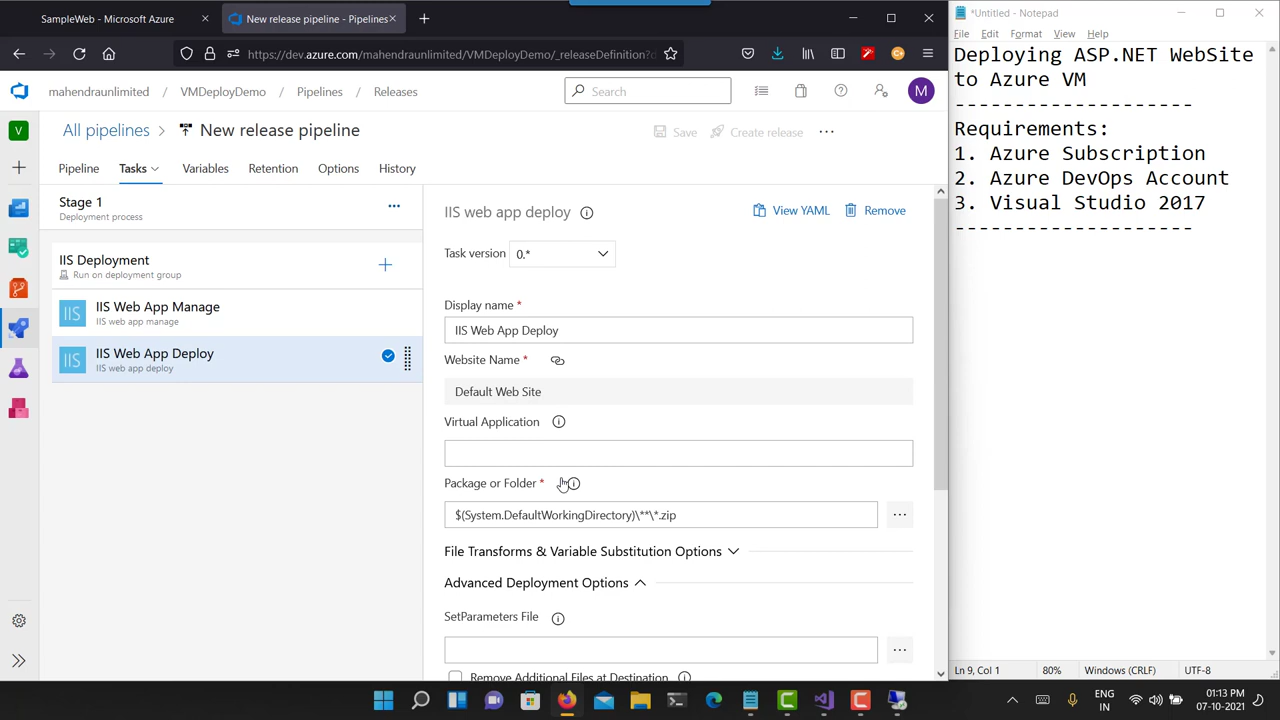 SampleWeb - Microsoft Azure
New release pipeline - Pipelines
*Untitled - Notepad
File Edit Format View Help
https://dev.azure.com/mahendraunlimited/VMDeployDemo/_releaseDefinition?
Deploying ASP.NET WebSite
to Azure VM
--------------------
Requirements:
1. Azure Subscription
2. Azure DevOps Account
3. Visual Studio 2017
--------------------
mahendraunlimited / VMDeployDemo / Pipelines / Releases
Search
M
V
All pipelines > New release pipeline
Save Create release ...
Pipeline Tasks Variables Retention Options History
Stage 1
Deployment process
IIS Deployment
Run on deployment group
IIS IIS Web App Manage
IIS web app manage
IIS IIS Web App Deploy
IIS web app deploy
IIS web app deploy
View YAML Remove
Task version 0.*
Display name *
IIS Web App Deploy
Website Name *
Default Web Site
Virtual Application
Package or Folder *
$(System.DefaultWorkingDirectory)\**\*.zip
File Transforms & Variable Substitution Options
Advanced Deployment Options
SetParameters File
Remove Additional Files at Destination
Ln 9, Col 1 80% Windows (CRLF) UTF-8
ENG
IN
01:13 PM
07-10-2021